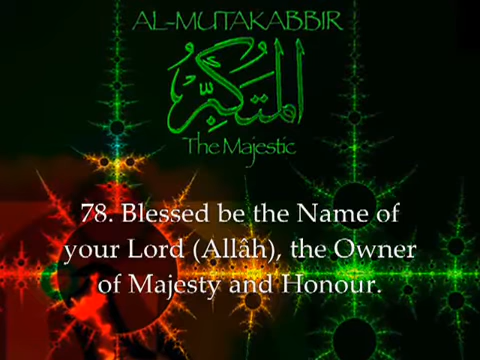 AL-MUTAKABBIR
المتكبر
The Majestic
78. Blessed be the Name of
your Lord (Allâh), the Owner
of Majesty and Honour.